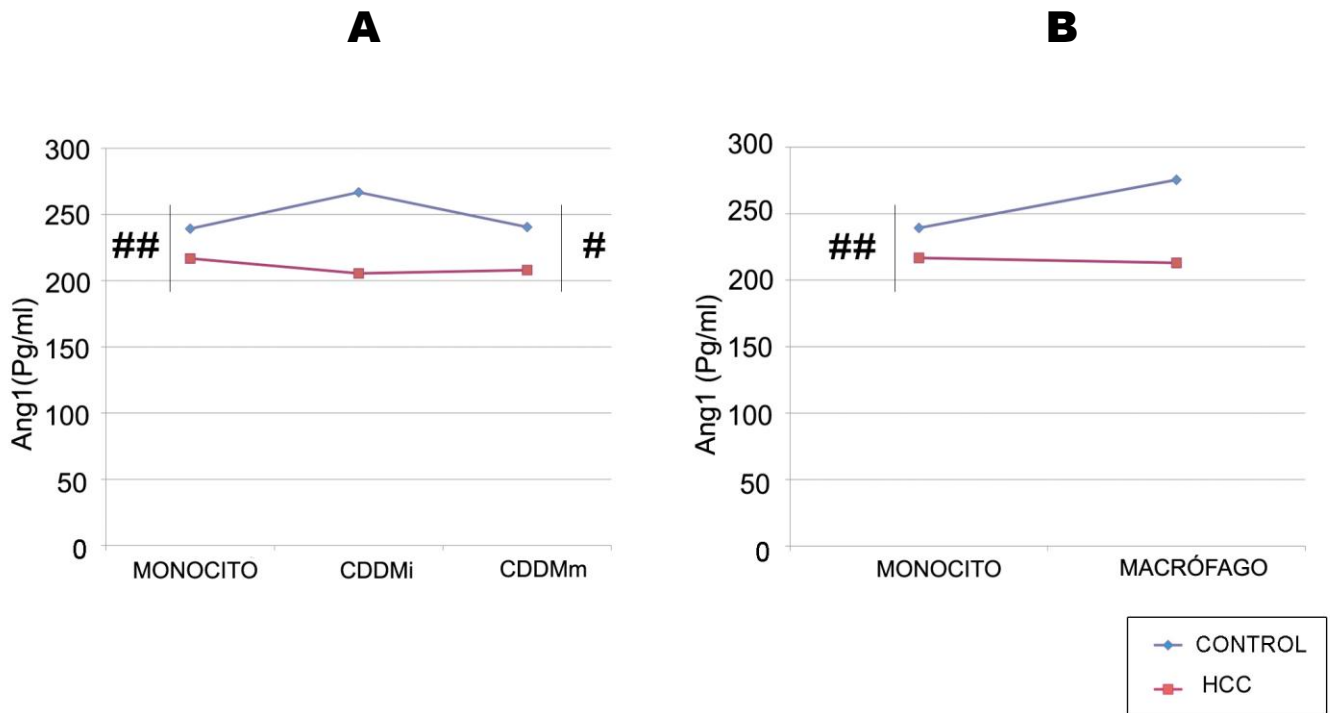 A
300
250
200
150
100
50
0
Ang1(Pg/ml)
##
#
MONOCITO CDDMi CDDMm
B
300
250
200
150
100
50
0
Ang1 (Pg/ml)
##
MONOCITO MACRÓFAGO
CONTROL
HCC